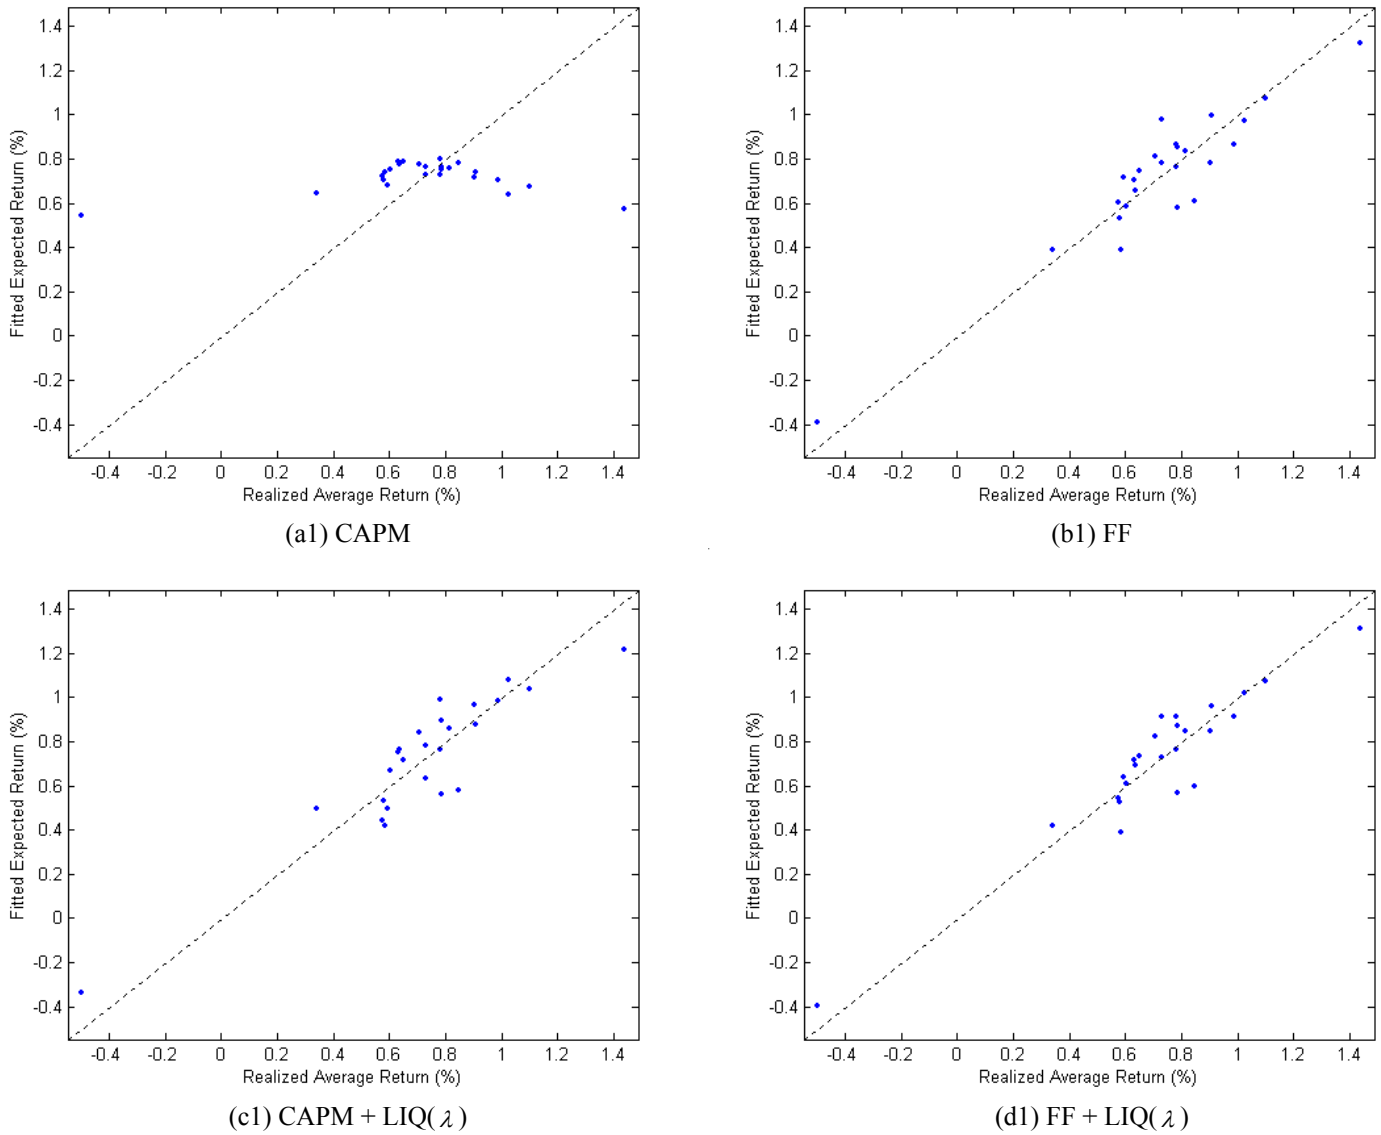 1.4
1.2
1
0.8
0.6
0.4
0.2
0
-0.2
-0.4
Fitted Expected Return (%)
-0.4 -0.2 0 0.2 0.4 0.6 0.8 1 1.2 1.4
Realized Average Return (%)
(a1) CAPM
1.4
1.2
1
0.8
0.6
0.4
0.2
0
-0.2
-0.4
Fitted Expected Return (%)
-0.4 -0.2 0 0.2 0.4 0.6 0.8 1 1.2 1.4
Realized Average Return (%)
(b1) FF
1.4
1.2
1
0.8
0.6
0.4
0.2
0
-0.2
-0.4
Fitted Expected Return (%)
-0.4 -0.2 0 0.2 0.4 0.6 0.8 1 1.2 1.4
Realized Average Return (%)
(c1) CAPM + LIQ(λ)
1.4
1.2
1
0.8
0.6
0.4
0.2
0
-0.2
-0.4
Fitted Expected Return (%)
-0.4 -0.2 0 0.2 0.4 0.6 0.8 1 1.2 1.4
Realized Average Return (%)
(d1) FF + LIQ(λ)